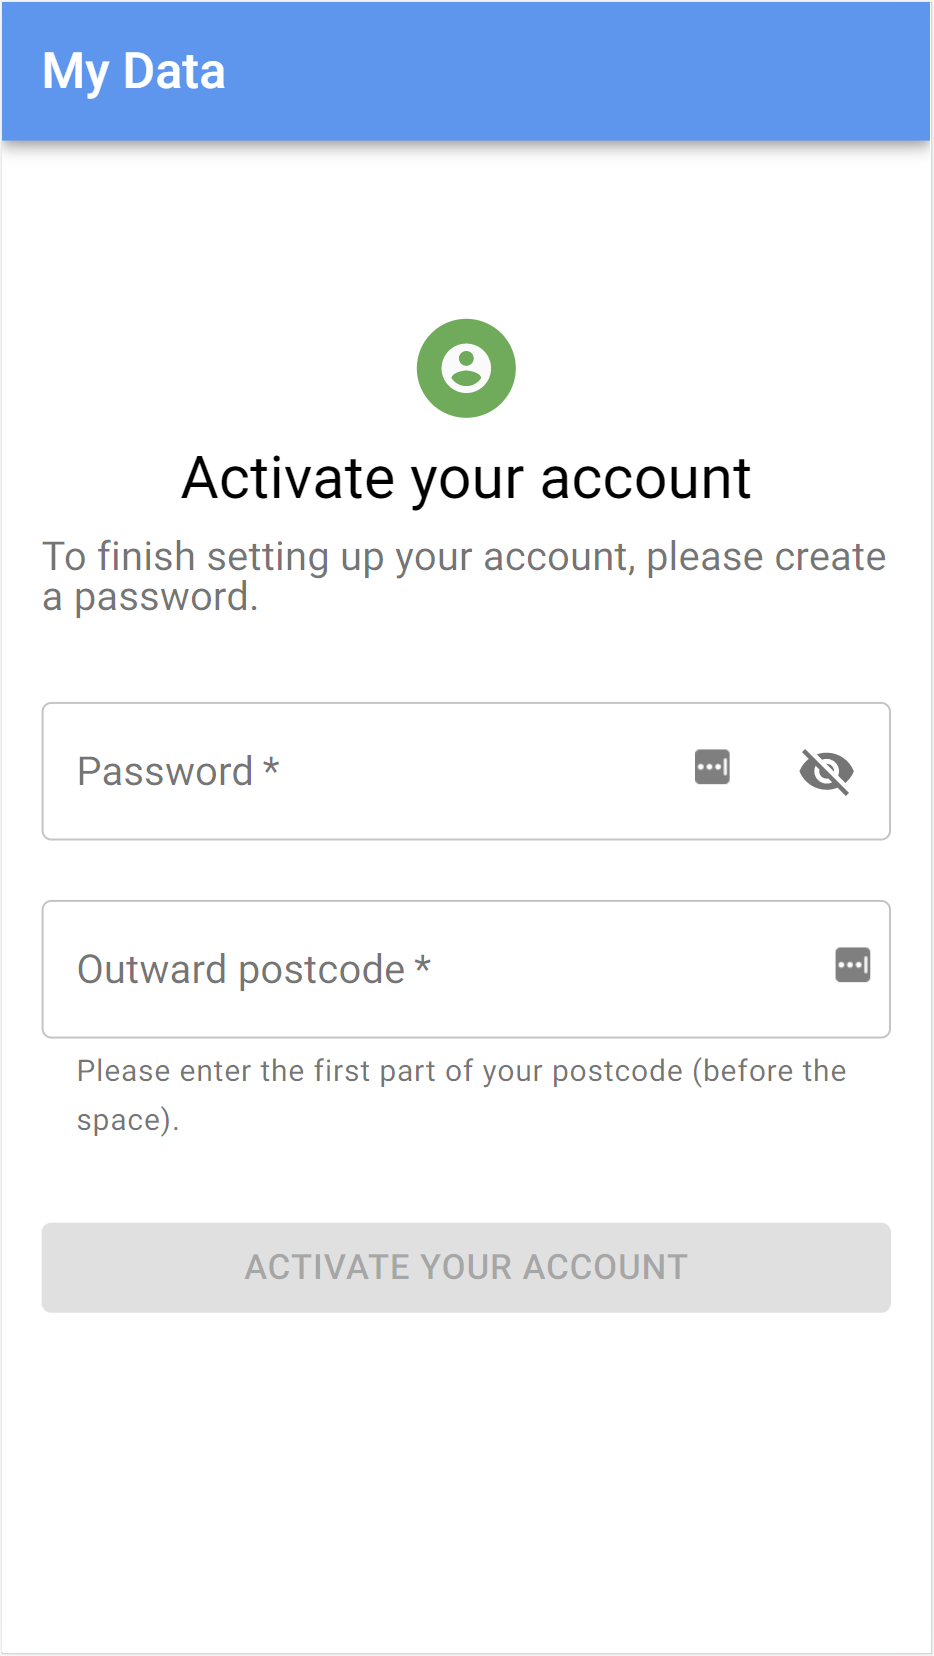 My Data
Activate your account
To finish setting up your account, please create
a password.
Password *
Outward postcode *
Please enter the first part of your postcode (before the
space).
ACTIVATE YOUR ACCOUNT